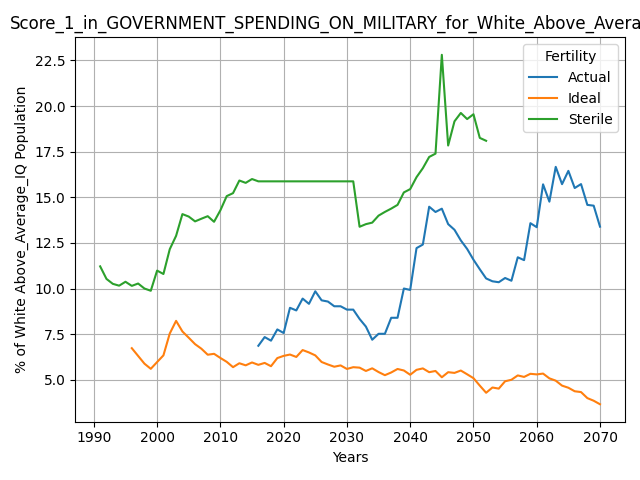 Score_1_in_GOVERNMENT_SPENDING_ON_MILITARY_for_White_Above_Avera
Fertility
Actual
Ideal
Sterile
% of White Above_Average_IQ Population
22.5
20.0
17.5
15.0
12.5
10.0
7.5
5.0
1990 2000 2010 2020 2030 2040 2050 2060 2070
Years